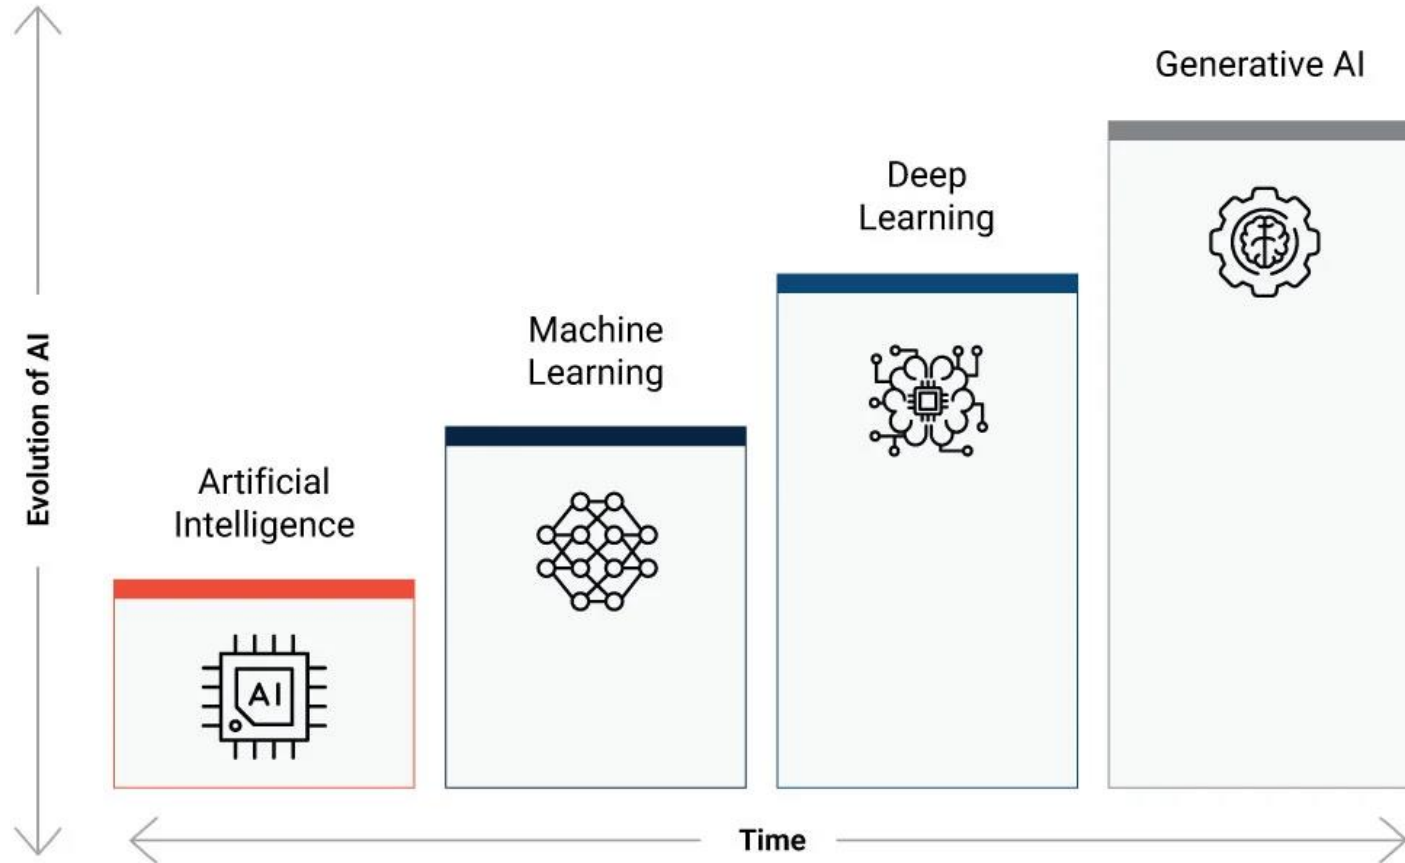 Generative AI
Deep
Learning
Machine
Learning
Artificial
Intelligence
AI
Evolution of AI
Time